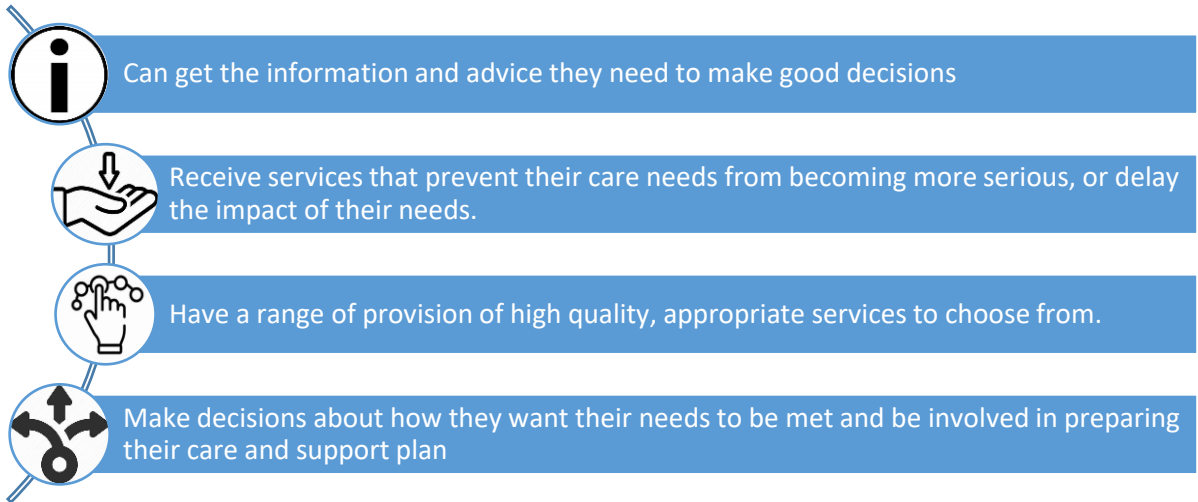 Can get the information and advice they need to make good decisions
Receive services that prevent their care needs from becoming more serious, or delay
the impact of their needs.
Have a range of provision of high quality, appropriate services to choose from.
Make decisions about how they want their needs to be met and be involved in preparing
their care and support plan